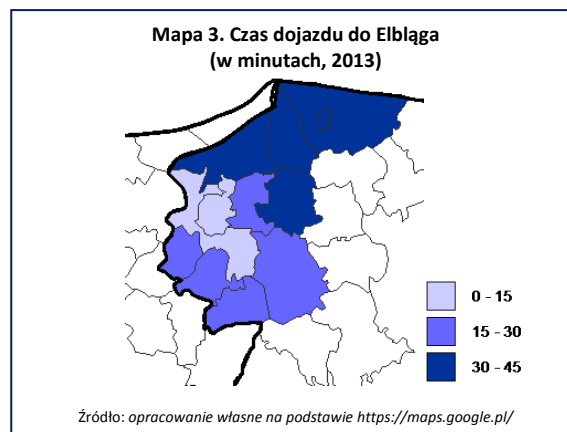 Mapa 3. Czas dojazdu do Elbląga
(w minutach, 2013)
0 - 15
15 - 30
30 - 45
Źródło: opracowanie własne na podstawie https://maps.google.pl/